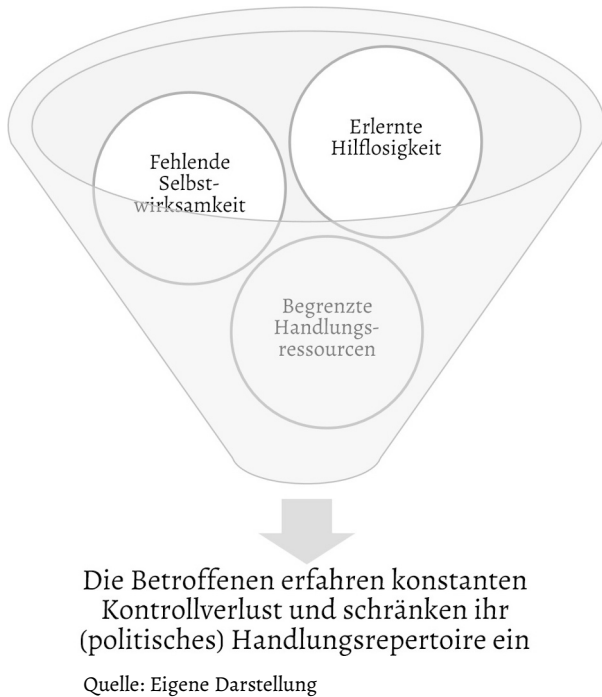 Fehlende
Selbst-
wirksamkeit
Erlernte
Hilflosigkeit
Begrenzte
Handlungs-
ressourcen
Die Betroffenen erfahren konstanten
Kontrollverlust und schränken ihr
(politisches) Handlungsrepertoire ein
Quelle: Eigene Darstellung